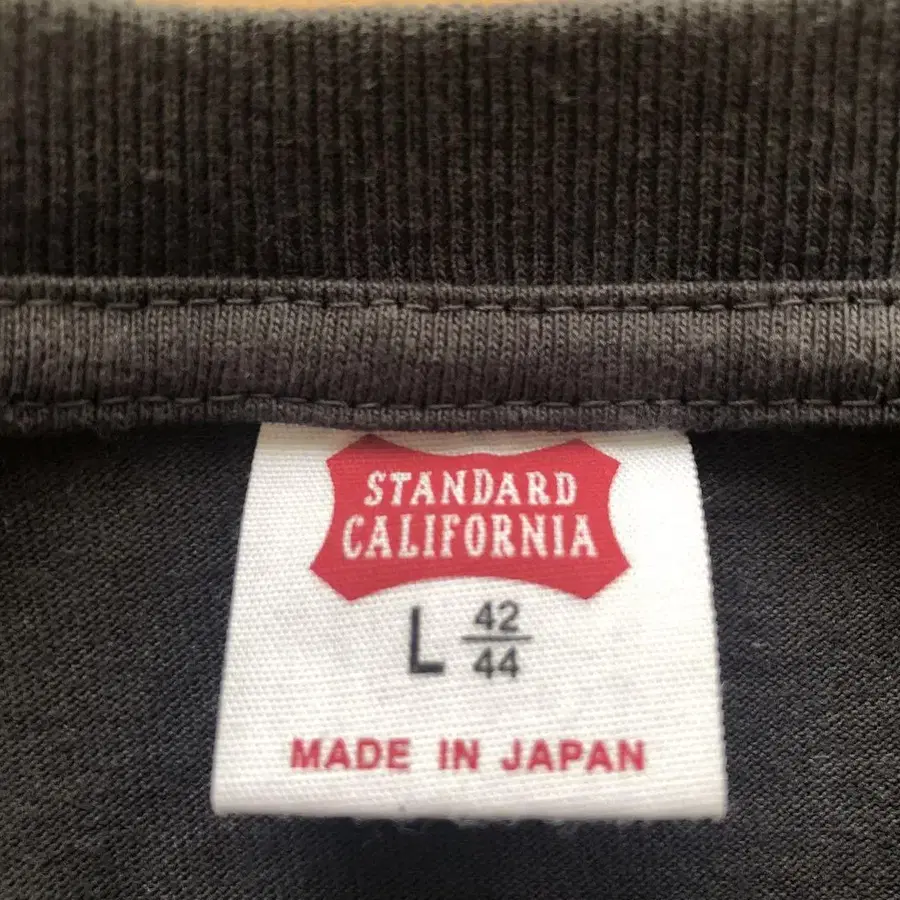 STANDARD
CALIFORNIA
L 42/44
MADE IN JAPAN